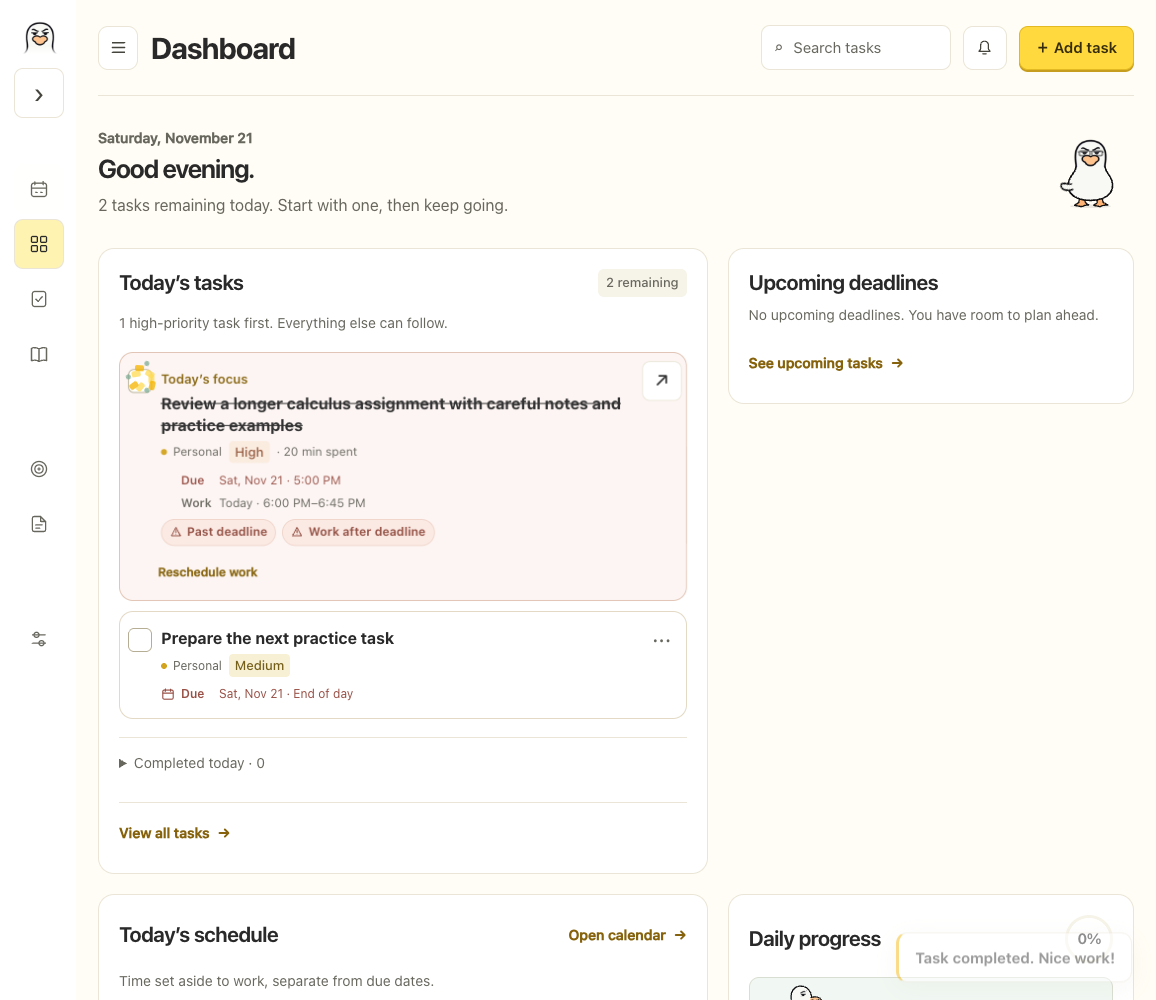 Dashboard
Search tasks
+ Add task
Saturday, November 21
Good evening.
2 tasks remaining today. Start with one, then keep going.
Today’s tasks
2 remaining
1 high-priority task first. Everything else can follow.
Today’s focus
Review a longer calculus assignment with careful notes and
practice examples
Personal High · 20 min spent
Due Sat, Nov 21 · 5:00 PM
Work Today · 6:00 PM–6:45 PM
Past deadline
Work after deadline
Reschedule work
Prepare the next practice task
Personal Medium
Due Sat, Nov 21 · End of day
Completed today · 0
View all tasks →
Upcoming deadlines
No upcoming deadlines. You have room to plan ahead.
See upcoming tasks →
Today’s schedule
Open calendar →
Time set aside to work, separate from due dates.
Daily progress
0%
Task completed. Nice work!